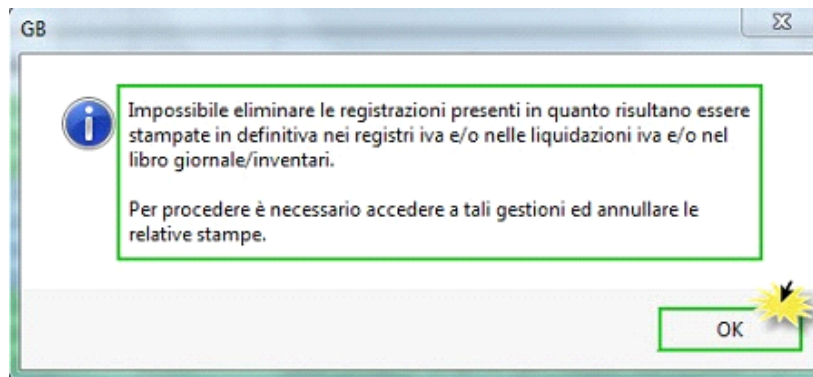 GB
Impossibile eliminare le registrazioni presenti in quanto risultano essere
stampate in definitiva nei registri iva e/o nelle liquidazioni iva e/o nel
libro giornale/inventari.
Per procedere è necessario accedere a tali gestioni ed annullare le
relative stampe.
OK